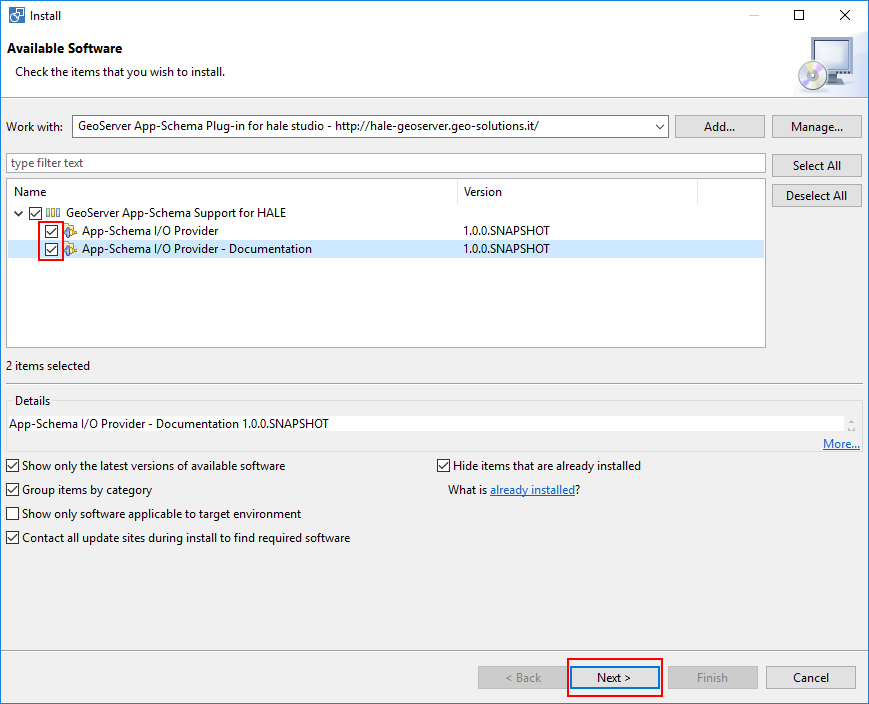 Install
Available Software
Check the items that you wish to install.
Work with: GeoServer App-Schema Plug-in for hale studio - http://hale-geoserver.geo-solutions.it/ Add... Manage...
type filter text Select All
Name Version Deselect All
GeoServer App-Schema Support for HALE
App-Schema I/O Provider 1.0.0.SNAPSHOT
App-Schema I/O Provider - Documentation 1.0.0.SNAPSHOT
2 items selected
Details
App-Schema I/O Provider - Documentation 1.0.0.SNAPSHOT
More...
Show only the latest versions of available software Hide items that are already installed
Group items by category What is already installed?
Show only software applicable to target environment
Contact all update sites during install to find required software
< Back Next > Finish Cancel